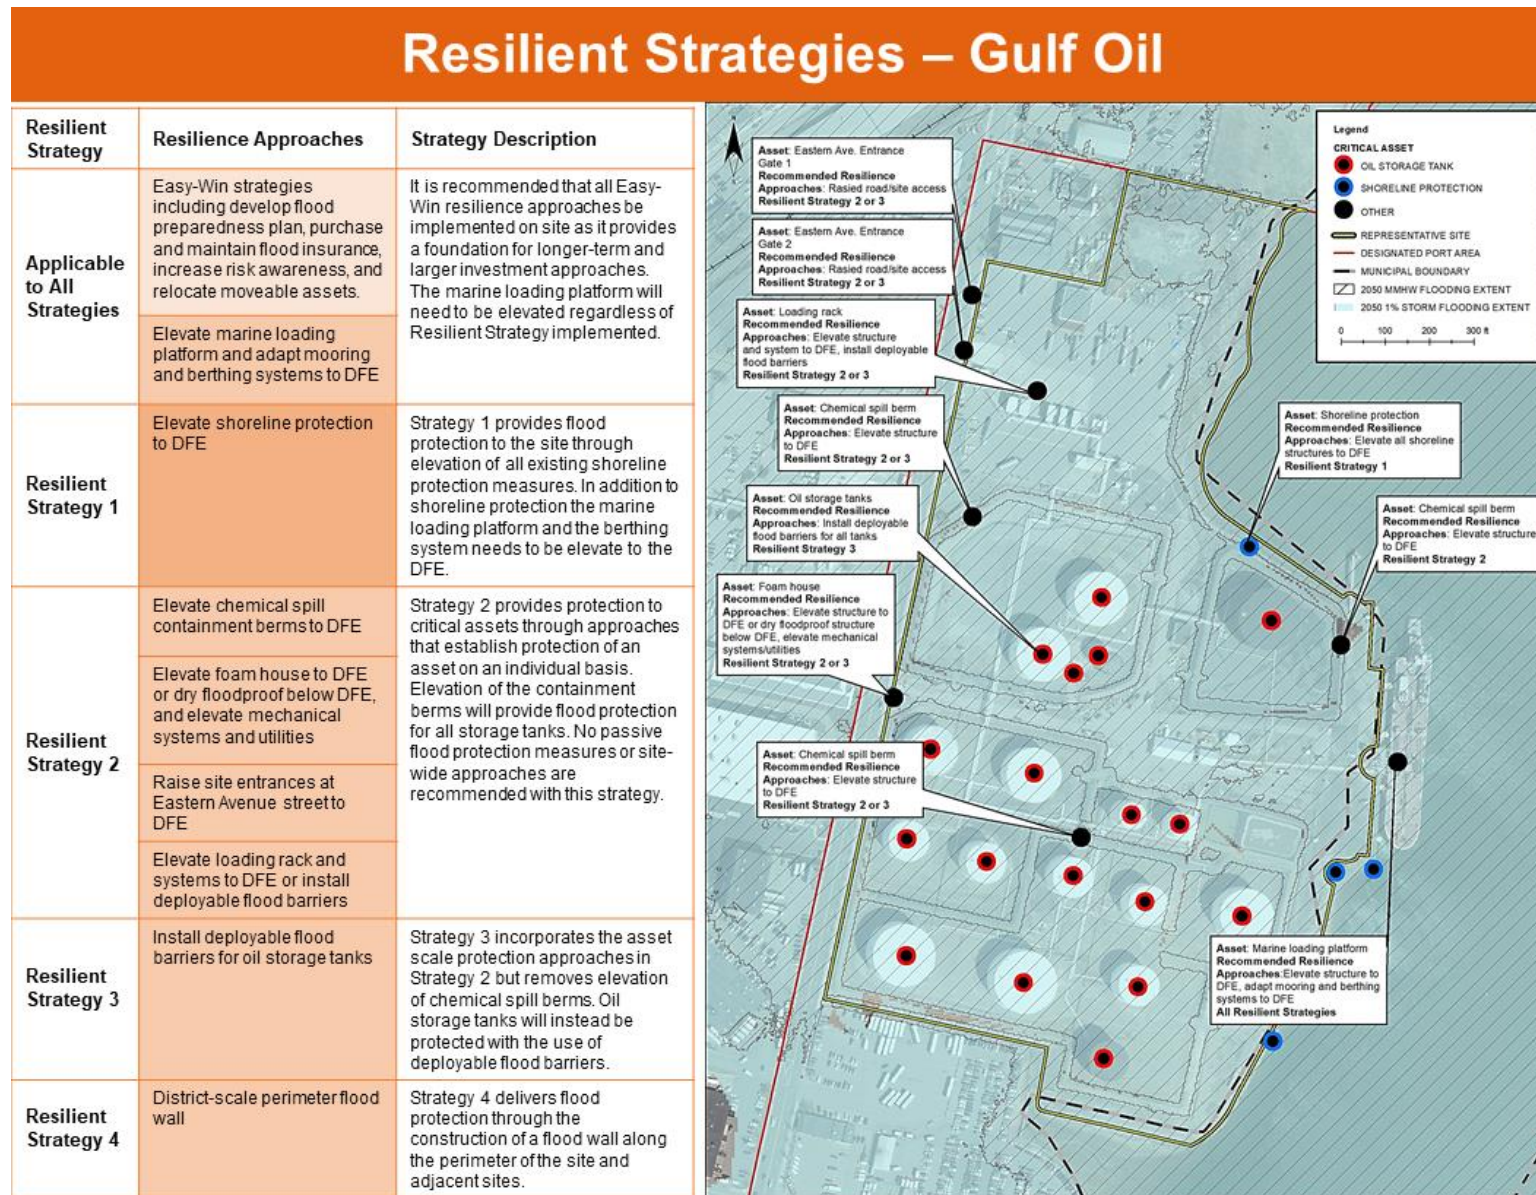 Resilient Strategies – Gulf Oil
Resilient
Strategy
Resilience Approaches
Strategy Description
Applicable
to All
Strategies
Easy-Win strategies
including develop flood
preparedness plan, purchase
and maintain flood insurance,
increase risk awareness, and
relocate moveable assets.
Elevate marine loading
platform and adapt mooring
and berthing systems to DFE
It is recommended that all Easy-
Win resilience approaches be
implemented on site as it provides
a foundation for longer-term and
larger investment approaches.
The marine loading platform will
need to be elevated regardless of
Resilient Strategy implemented.
Resilient
Strategy 1
Elevate shoreline protection
to DFE
Strategy 1 provides flood
protection to the site through
elevation of all existing shoreline
protection measures. In addition to
shoreline protection the marine
loading platform and the berthing
system needs to be elevate to the
DFE.
Resilient
Strategy 2
Elevate chemical spill
containment berms to DFE
Elevate foam house to DFE
or dry floodproof below DFE,
and elevate mechanical
systems and utilities
Raise site entrances at
Eastern Avenue street to
DFE
Elevate loading rack and
systems to DFE or install
deployable flood barriers
Strategy 2 provides protection to
critical assets through approaches
that establish protection of an
asset on an individual basis.
Elevation of the containment
berms will provide flood protection
for all storage tanks. No passive
flood protection measures or site-
wide approaches are
recommended with this strategy.
Resilient
Strategy 3
Install deployable flood
barriers for oil storage tanks
Strategy 3 incorporates the asset
scale protection approaches in
Strategy 2 but removes elevation
of chemical spill berms. Oil
storage tanks will instead be
protected with the use of
deployable flood barriers.
Resilient
Strategy 4
District-scale perimeter flood
wall
Strategy 4 delivers flood
protection through the
construction of a flood wall along
the perimeter of the site and
adjacent sites.
N
Asset: Eastern Ave. Entrance
Gate 1
Recommended Resilience
Approaches: Rasied road/site access
Resilient Strategy 2 or 3
Asset: Eastern Ave. Entrance
Gate 2
Recommended Resilience
Approaches: Rasied road/site access
Resilient Strategy 2 or 3
Asset: Loading rack
Recommended Resilience
Approaches: Elevate structure
and system to DFE, install deployable
flood barriers
Resilient Strategy 2 or 3
Asset: Chemical spill berm
Recommended Resilience
Approaches: Elevate structure
to DFE
Resilient Strategy 2 or 3
Asset: Oil storage tanks
Recommended Resilience
Approaches: Install deployable
flood barriers for all tanks
Resilient Strategy 3
Asset: Foam house
Recommended Resilience
Approaches: Elevate structure to
DFE or dry floodproof structure
below DFE, elevate mechanical
systems/utilities
Resilient Strategy 2 or 3
Asset: Chemical spill berm
Recommended Resilience
Approaches: Elevate structure
to DFE
Resilient Strategy 2 or 3
Legend
CRITICAL ASSET
OIL STORAGE TANK
SHORELINE PROTECTION
OTHER
REPRESENTATIVE SITE
DESIGNATED PORT AREA
MUNICIPAL BOUNDARY
2050 MMHW FLOODING EXTENT
2050 1% STORM FLOODING EXTENT
0 100 200 300 ft
Asset: Shoreline protection
Recommended Resilience
Approaches: Elevate all shoreline
structures to DFE
Resilient Strategy 1
Asset: Chemical spill berm
Recommended Resilience
Approaches: Elevate structure
to DFE
Resilient Strategy 2
Asset: Marine loading platform
Recommended Resilience
Approaches:Elevate structure to
DFE, adapt mooring and berthing
systems to DFE
All Resilient Strategies